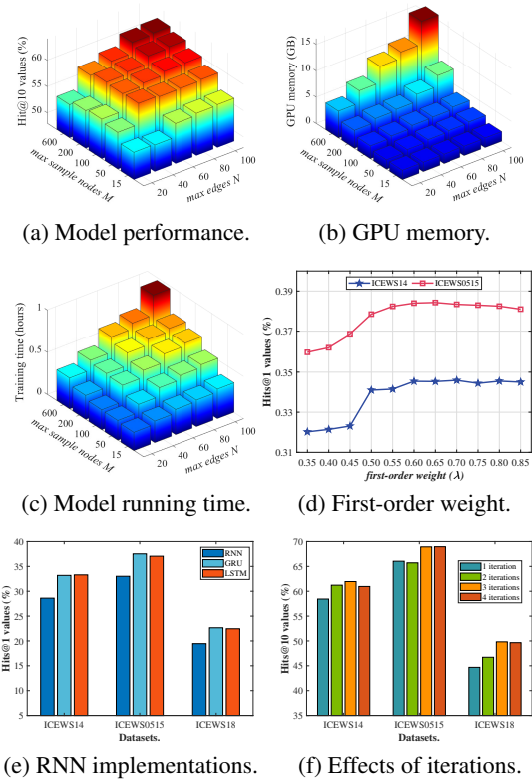 Hit@10 values (%)
60
55
50
600
200
100
50
15
max sample nodes M
20
40
60
80
100
max edges N
(a) Model performance.
GPU memory (GB)
15
10
5
0
600
200
100
50
15
max sample nodes M
20
40
60
80
100
max edges N
(b) GPU memory.
Training time (hours)
1
0.5
0
600
200
100
50
15
max sample nodes M
20
40
60
80
100
max edges N
(c) Model running time.
ICEWS14 ICEWS0515
Hits@1 values (%)
0.39
0.37
0.35
0.33
0.31
0.35 0.40 0.45 0.50 0.55 0.60 0.65 0.70 0.75 0.80 0.85
first-order weight (λ)
(d) First-order weight.
Hits@1 values (%)
40
35
30
25
20
15
10
5
RNN
GRU
LSTM
ICEWS14 ICEWS0515 ICEWS18
Datasets.
(e) RNN implementations.
Hits@10 values (%)
70
65
60
55
50
45
40
35
1 iteration
2 iterations
3 iterations
4 iterations
ICEWS14 ICEWS0515 ICEWS18
Datasets.
(f) Effects of iterations.